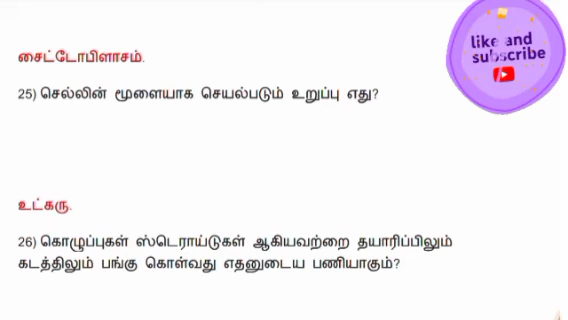 சைட்டோபிளாசம்.
like and
subscribe
25) செல்லின் மூளையாக செயல்படும் உறுப்பு எது?
உட்கரு.
26) கொழுப்புகள் ஸ்டெராய்டுகள் ஆகியவற்றை தயாரிப்பிலும்
கடத்திலும் பங்கு கொள்வது எதனுடைய பணியாகும்?